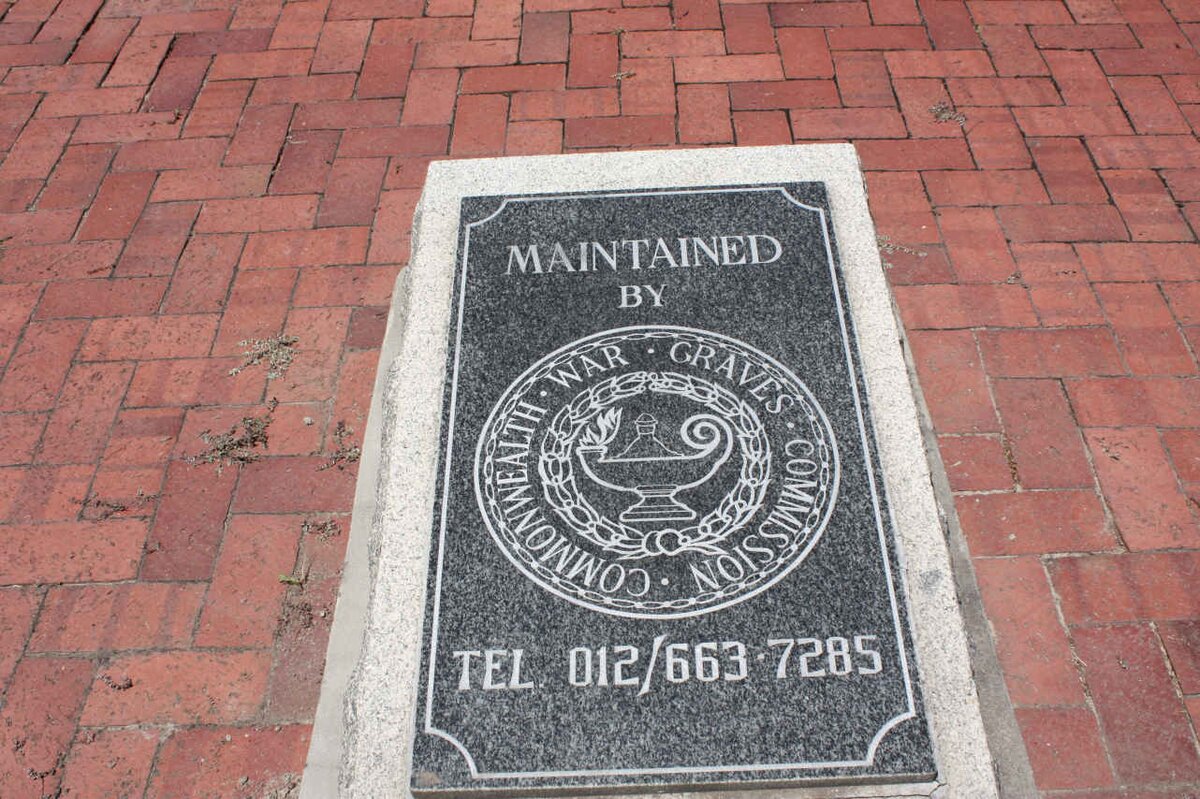 MAINTAINED
BY
COMMONWEALTH · WAR · GRAVES · COMMISSION ·
TEL 012/663-7285